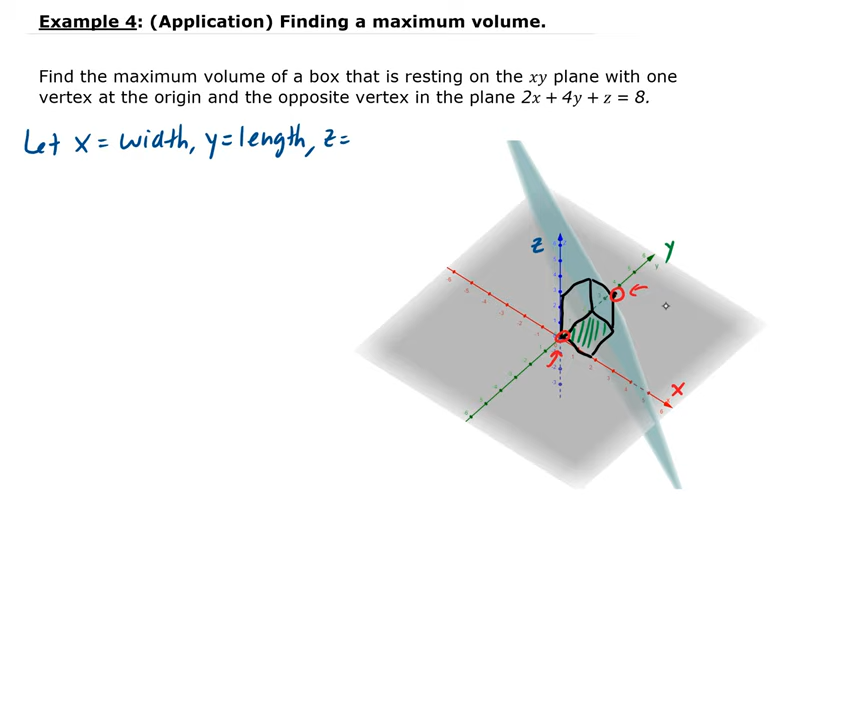 Example 4: (Application) Finding a maximum volume.
Find the maximum volume of a box that is resting on the xy plane with one
vertex at the origin and the opposite vertex in the plane 2x + 4y + z = 8.
Let x = width, y = length, z =
z
y
x